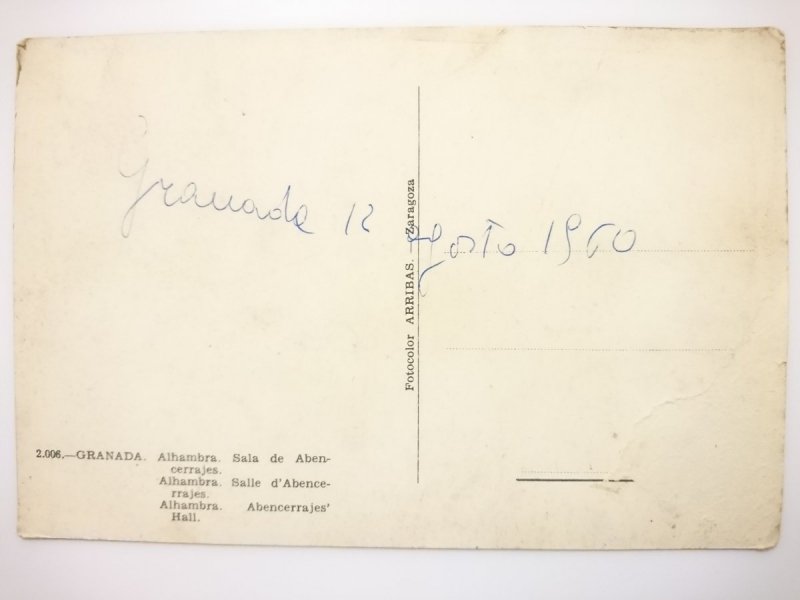 Granada 12 agosto 1960
Fotocolor ARRIBAS. Zaragoza
2.006.—GRANADA. Alhambra. Sala de Aben-
cerrajes.
Alhambra. Salle d'Abence-
rrajes.
Alhambra. Abencerrajes'
Hall.